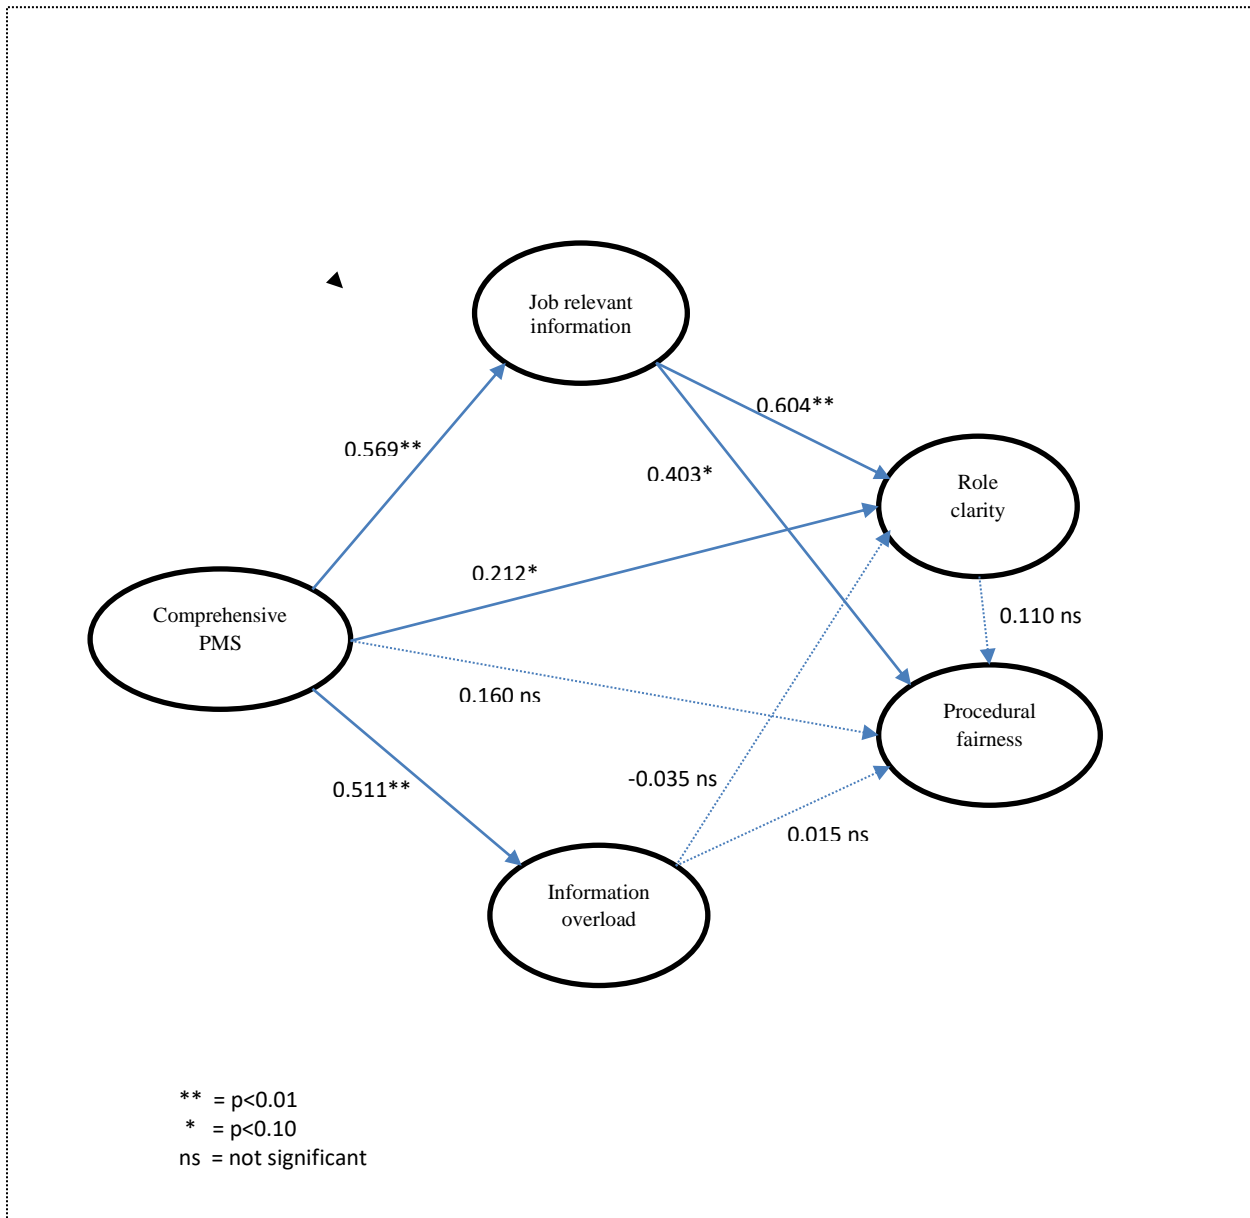 Job relevant
information
0.604**
0.569**
0.403*
Role
clarity
0.212*
Comprehensive
PMS
0.110 ns
0.160 ns
Procedural
fairness
-0.035 ns
0.511**
0.015 ns
Information
overload
** = p<0.01
* = p<0.10
ns = not significant